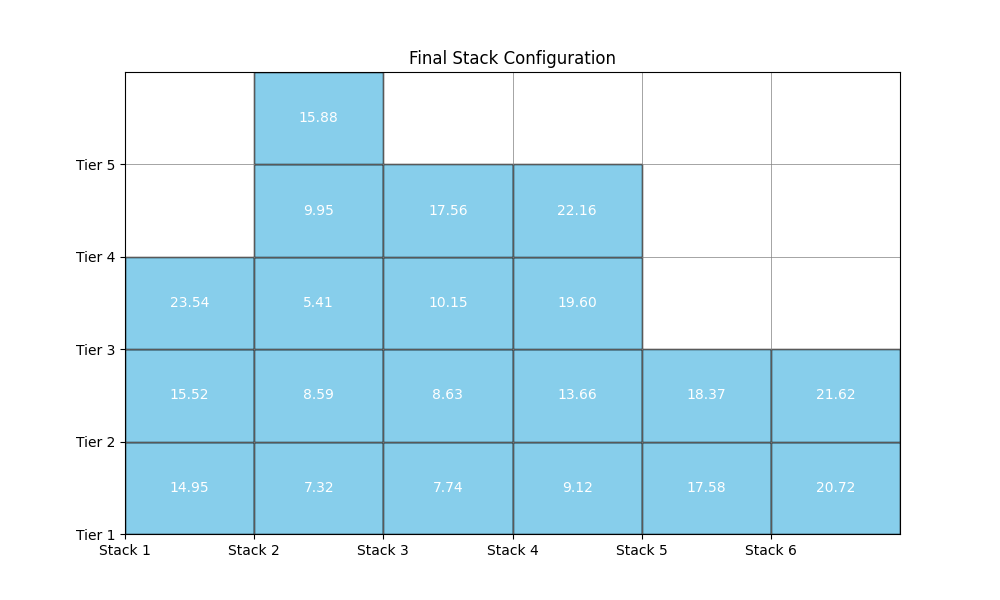 Final Stack Configuration
15.88
Tier 5
9.95 17.56 22.16
Tier 4
23.54 5.41 10.15 19.60
Tier 3
15.52 8.59 8.63 13.66 18.37 21.62
Tier 2
14.95 7.32 7.74 9.12 17.58 20.72
Tier 1
Stack 1 Stack 2 Stack 3 Stack 4 Stack 5 Stack 6